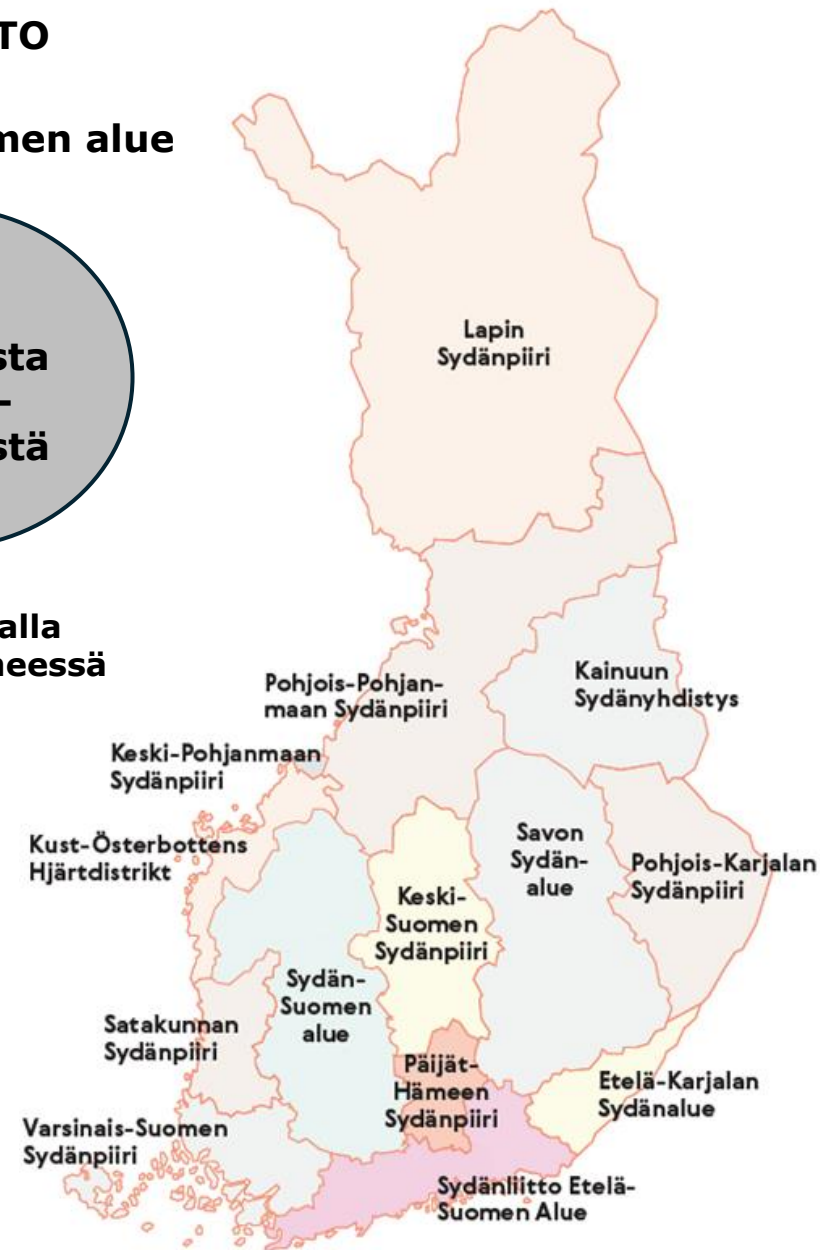 TO
men alue
sta
-
stä
alla
neessä
Lapin
Sydänpiiri
Pohjois-Pohjan-
maan Sydänpiiri
Kainuun
Sydänyhdistys
Keski-Pohjanmaan
Sydänpiiri
Kust-Österbottens
Hjärtdistrikt
Savon
Sydän-
alue
Pohjois-Karjalan
Sydänpiiri
Keski-
Suomen
Sydänpiiri
Sydän-
Suomen
alue
Satakunnan
Sydänpiiri
Päijät-
Hämeen
Sydänpiiri
Etelä-Karjalan
Sydänalue
Varsinais-Suomen
Sydänpiiri
Sydänliitto Etelä-
Suomen Alue